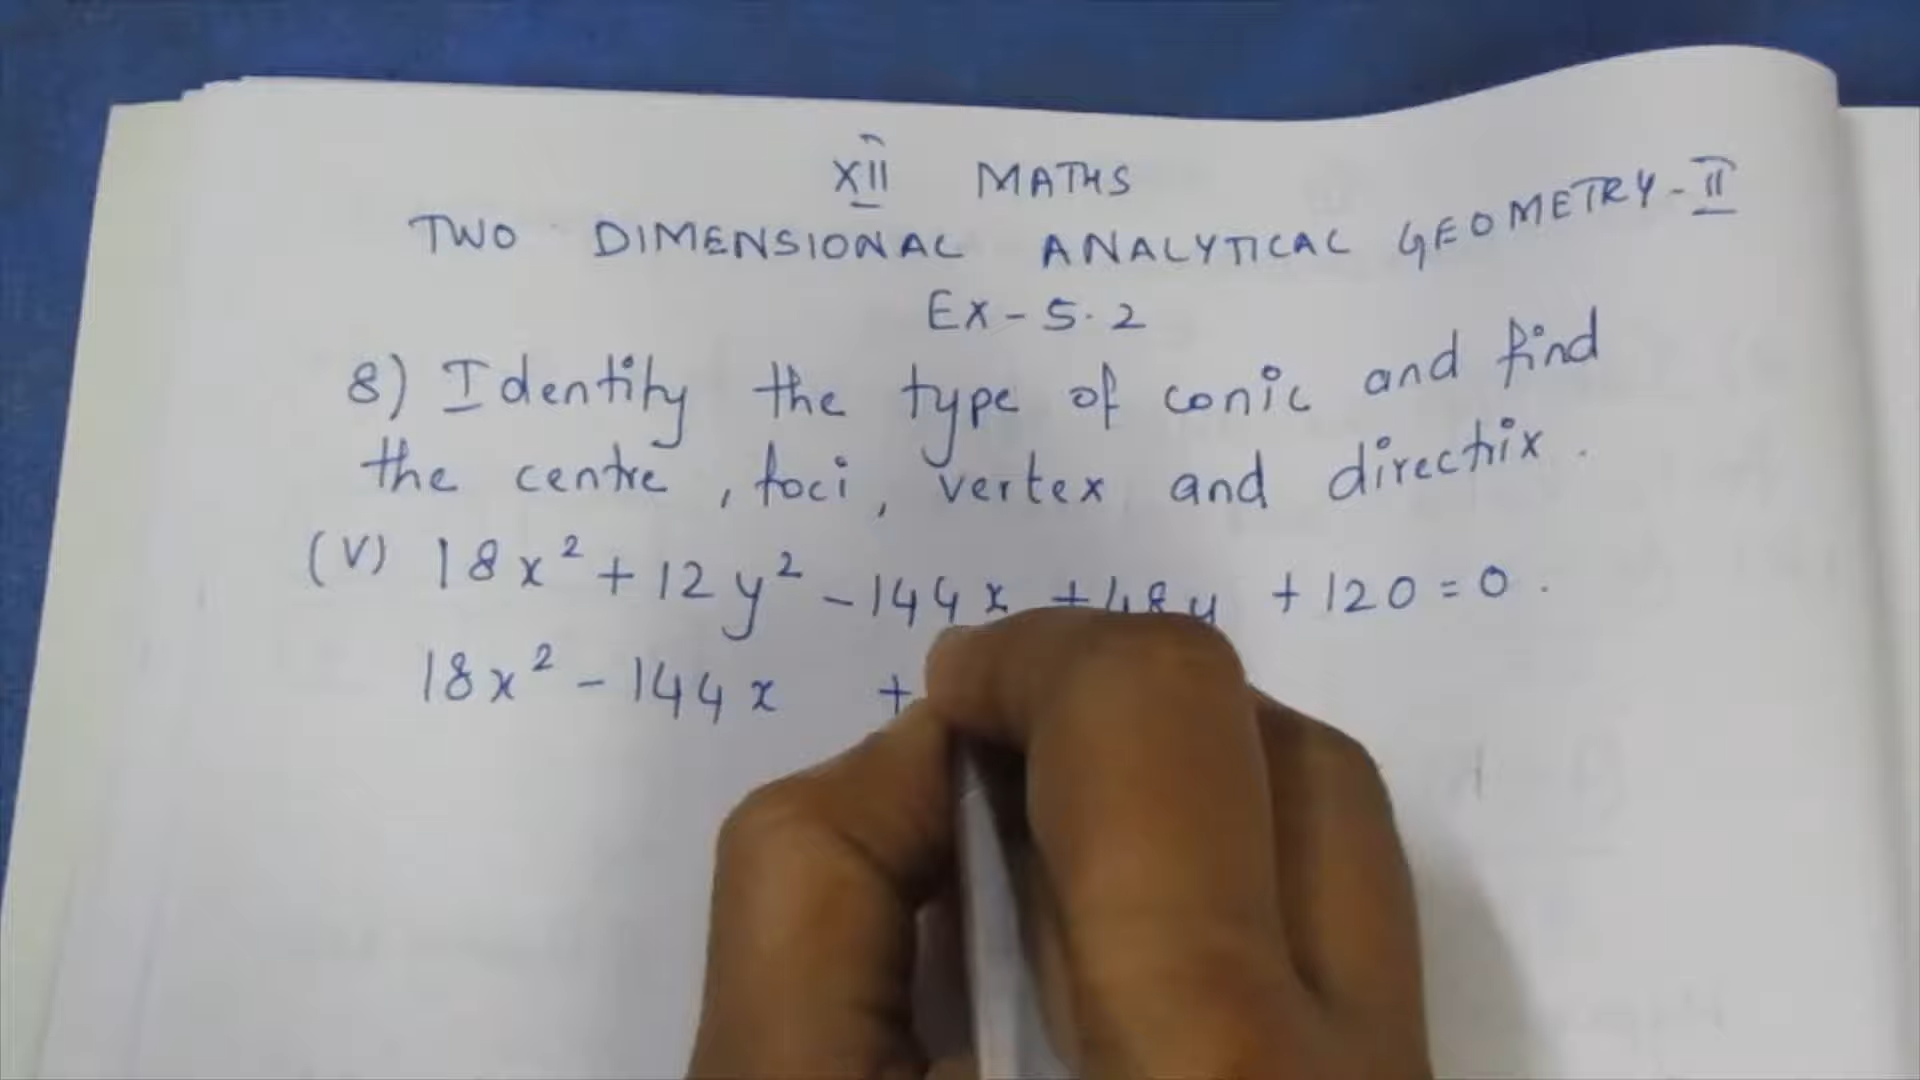 XII MATHS
TWO DIMENSIONAL ANALYTICAL GEOMETRY - II
Ex - 5.2
8) Identify the type of conic and find
the centre, foci, vertex and directrix.
(V) 18x² + 12y² - 144x + 48y + 120 = 0.
18x² - 144x +